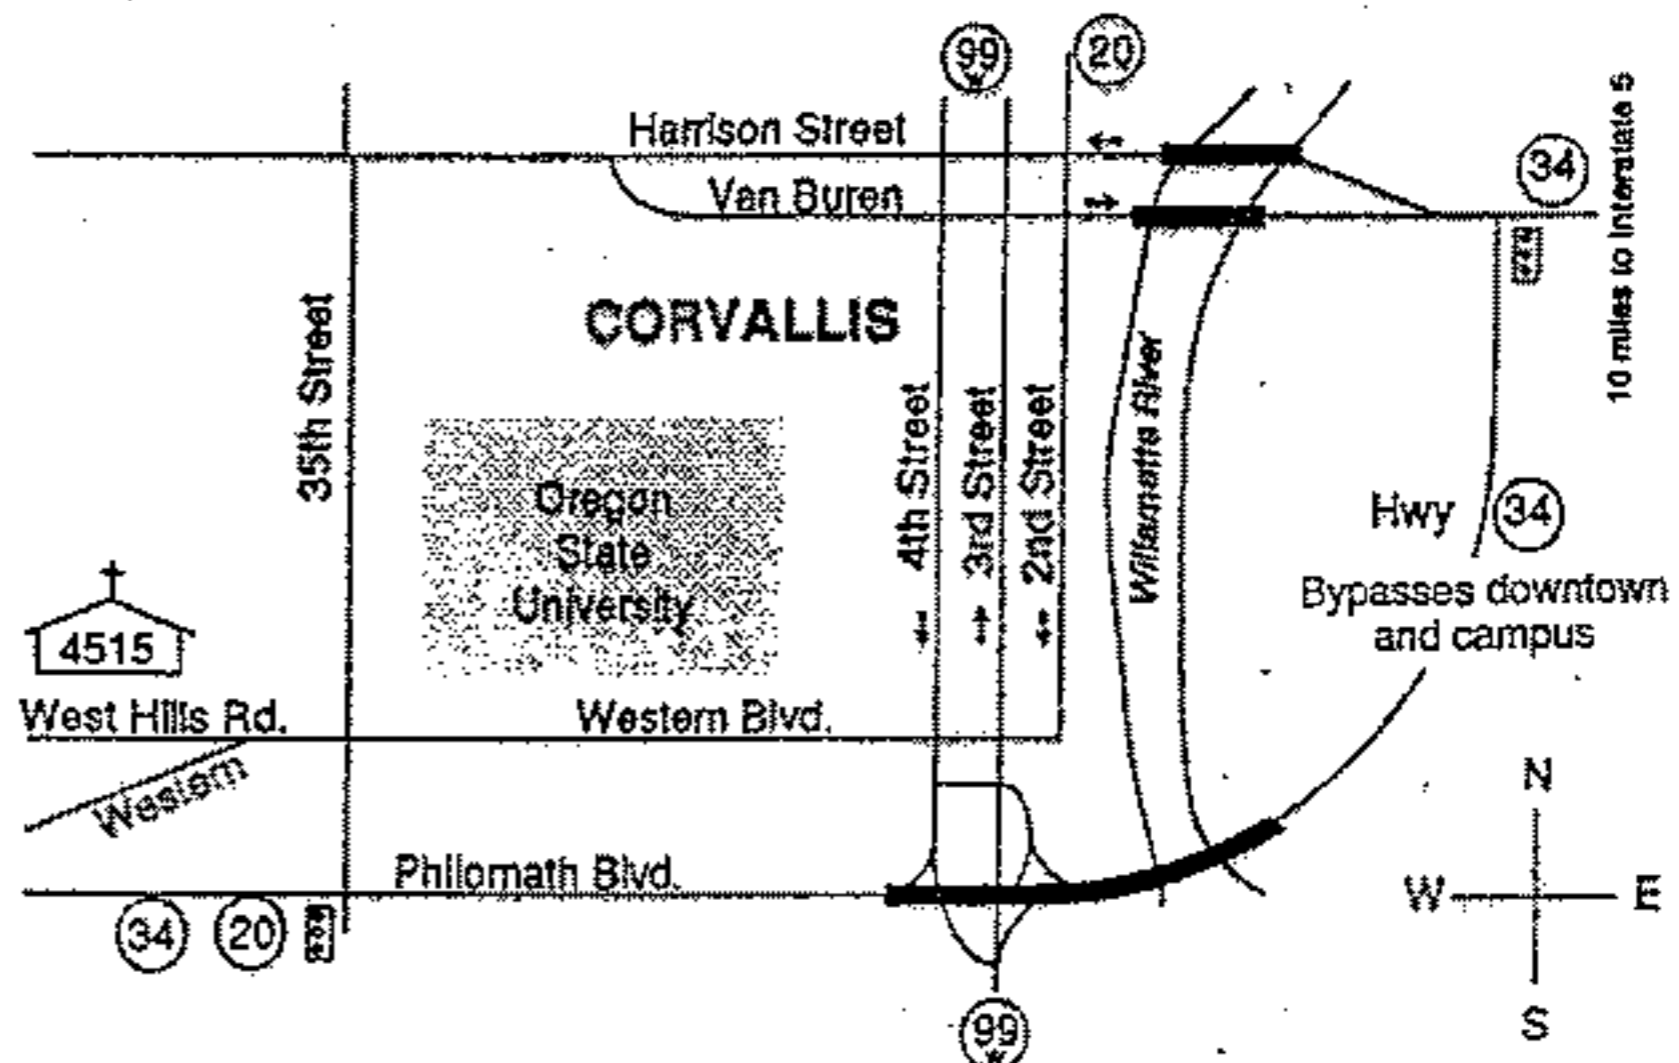 99
W
20
Harrison Street
Van Buren
34
10 miles to Interstate 5
CORVALLIS
35th Street
4th Street
3rd Street
2nd Street
Willamatte River
Oregon
State
University
Hwy 34
Bypasses downtown
and campus
4515
West Hills Rd.
Western Blvd.
Western
Philomath Blvd.
34
20
N
W
E
S
99
W